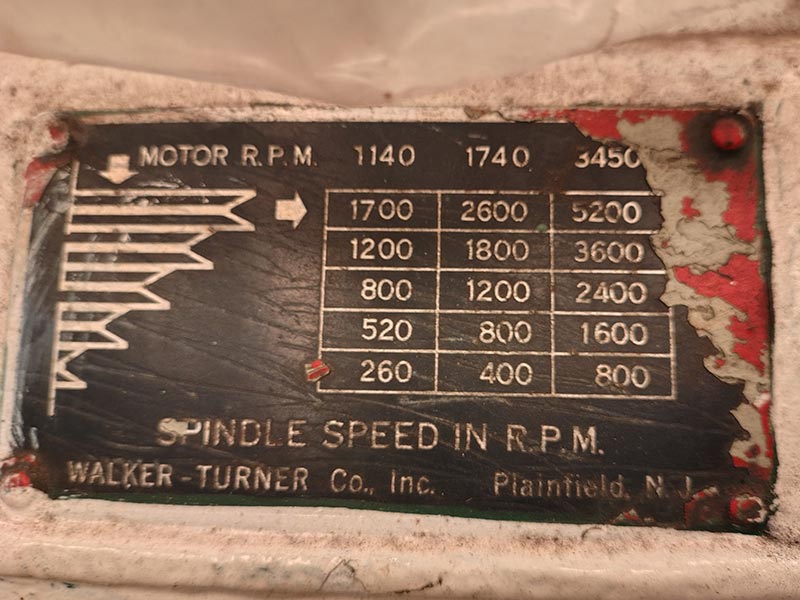 MOTOR R.P.M. 1140 1740 3450
1700 2600 5200
1200 1800 3600
800 1200 2400
520 800 1600
260 400 800
SPINDLE SPEED IN R.P.M.
WALKER-TURNER Co., Inc. Plainfield, N.J.